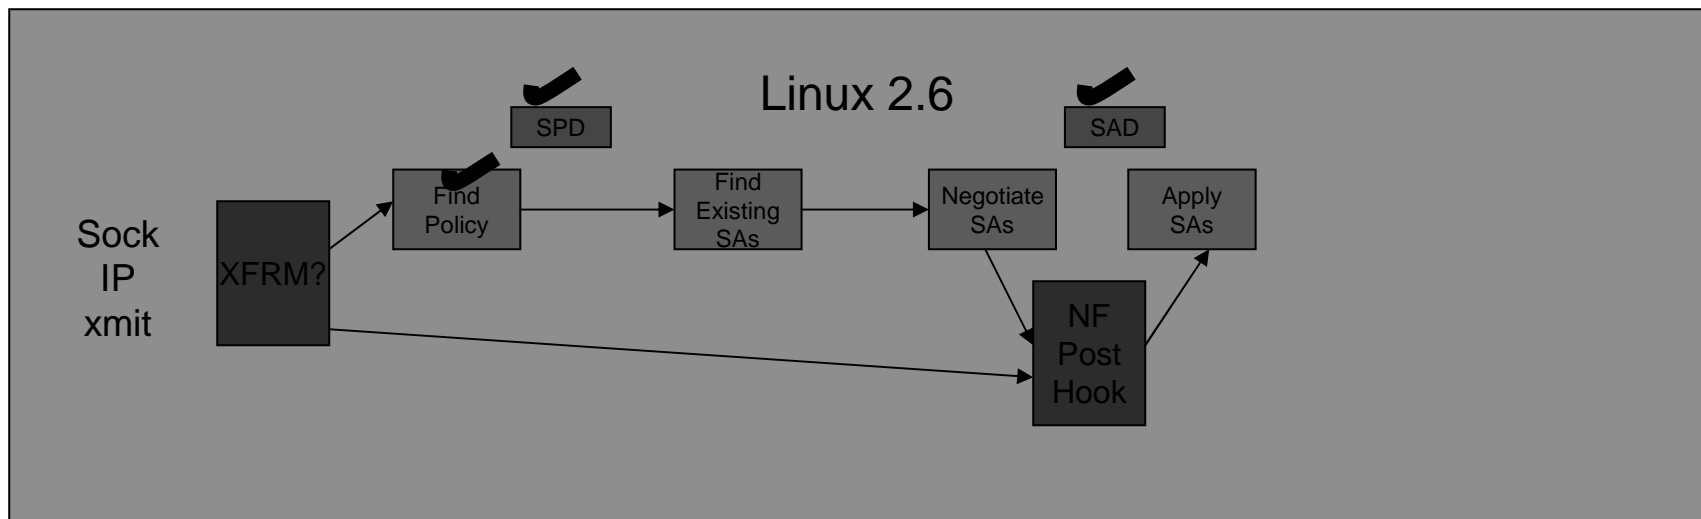 Linux 2.6
SPD
SAD
Find
Policy
Find
Existing
SAs
Negotiate
SAs
Apply
SAs
Sock
IP
xmit
XFRM?
NF
Post
Hook